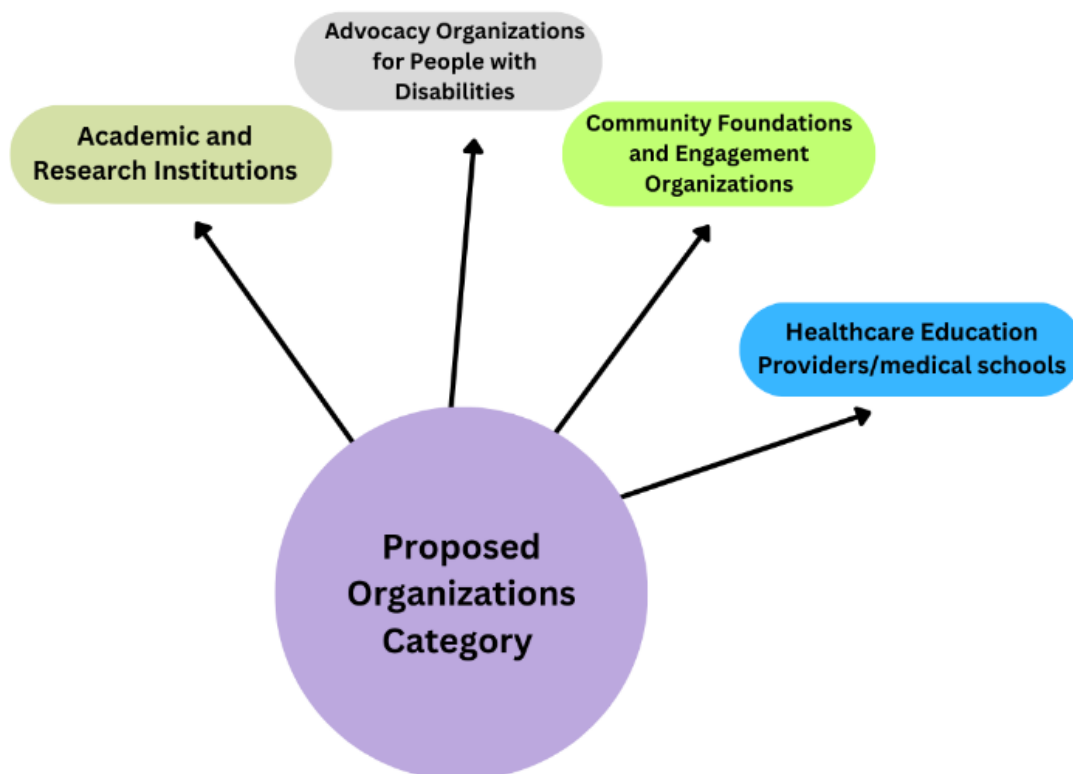 Advocacy Organizations
for People with
Disabilities
Academic and
Research Institutions
Community Foundations
and Engagement
Organizations
Healthcare Education
Providers/medical schools
Proposed
Organizations
Category